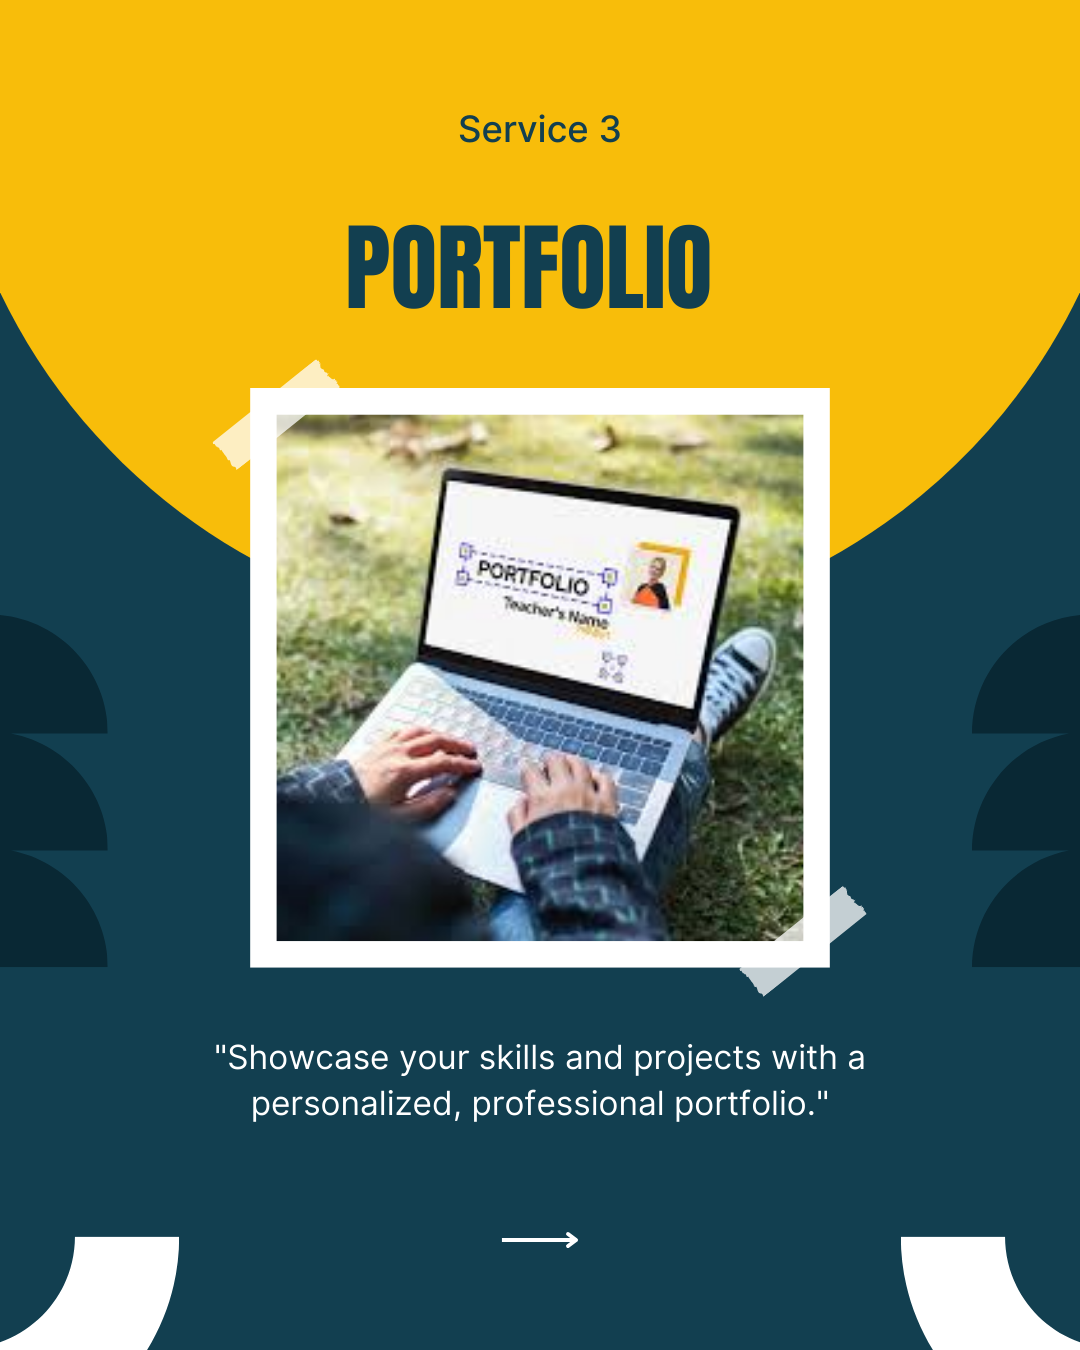 Service 3
PORTFOLIO
PORTFOLIO
Teacher's Name
"Showcase your skills and projects with a
personalized, professional portfolio."